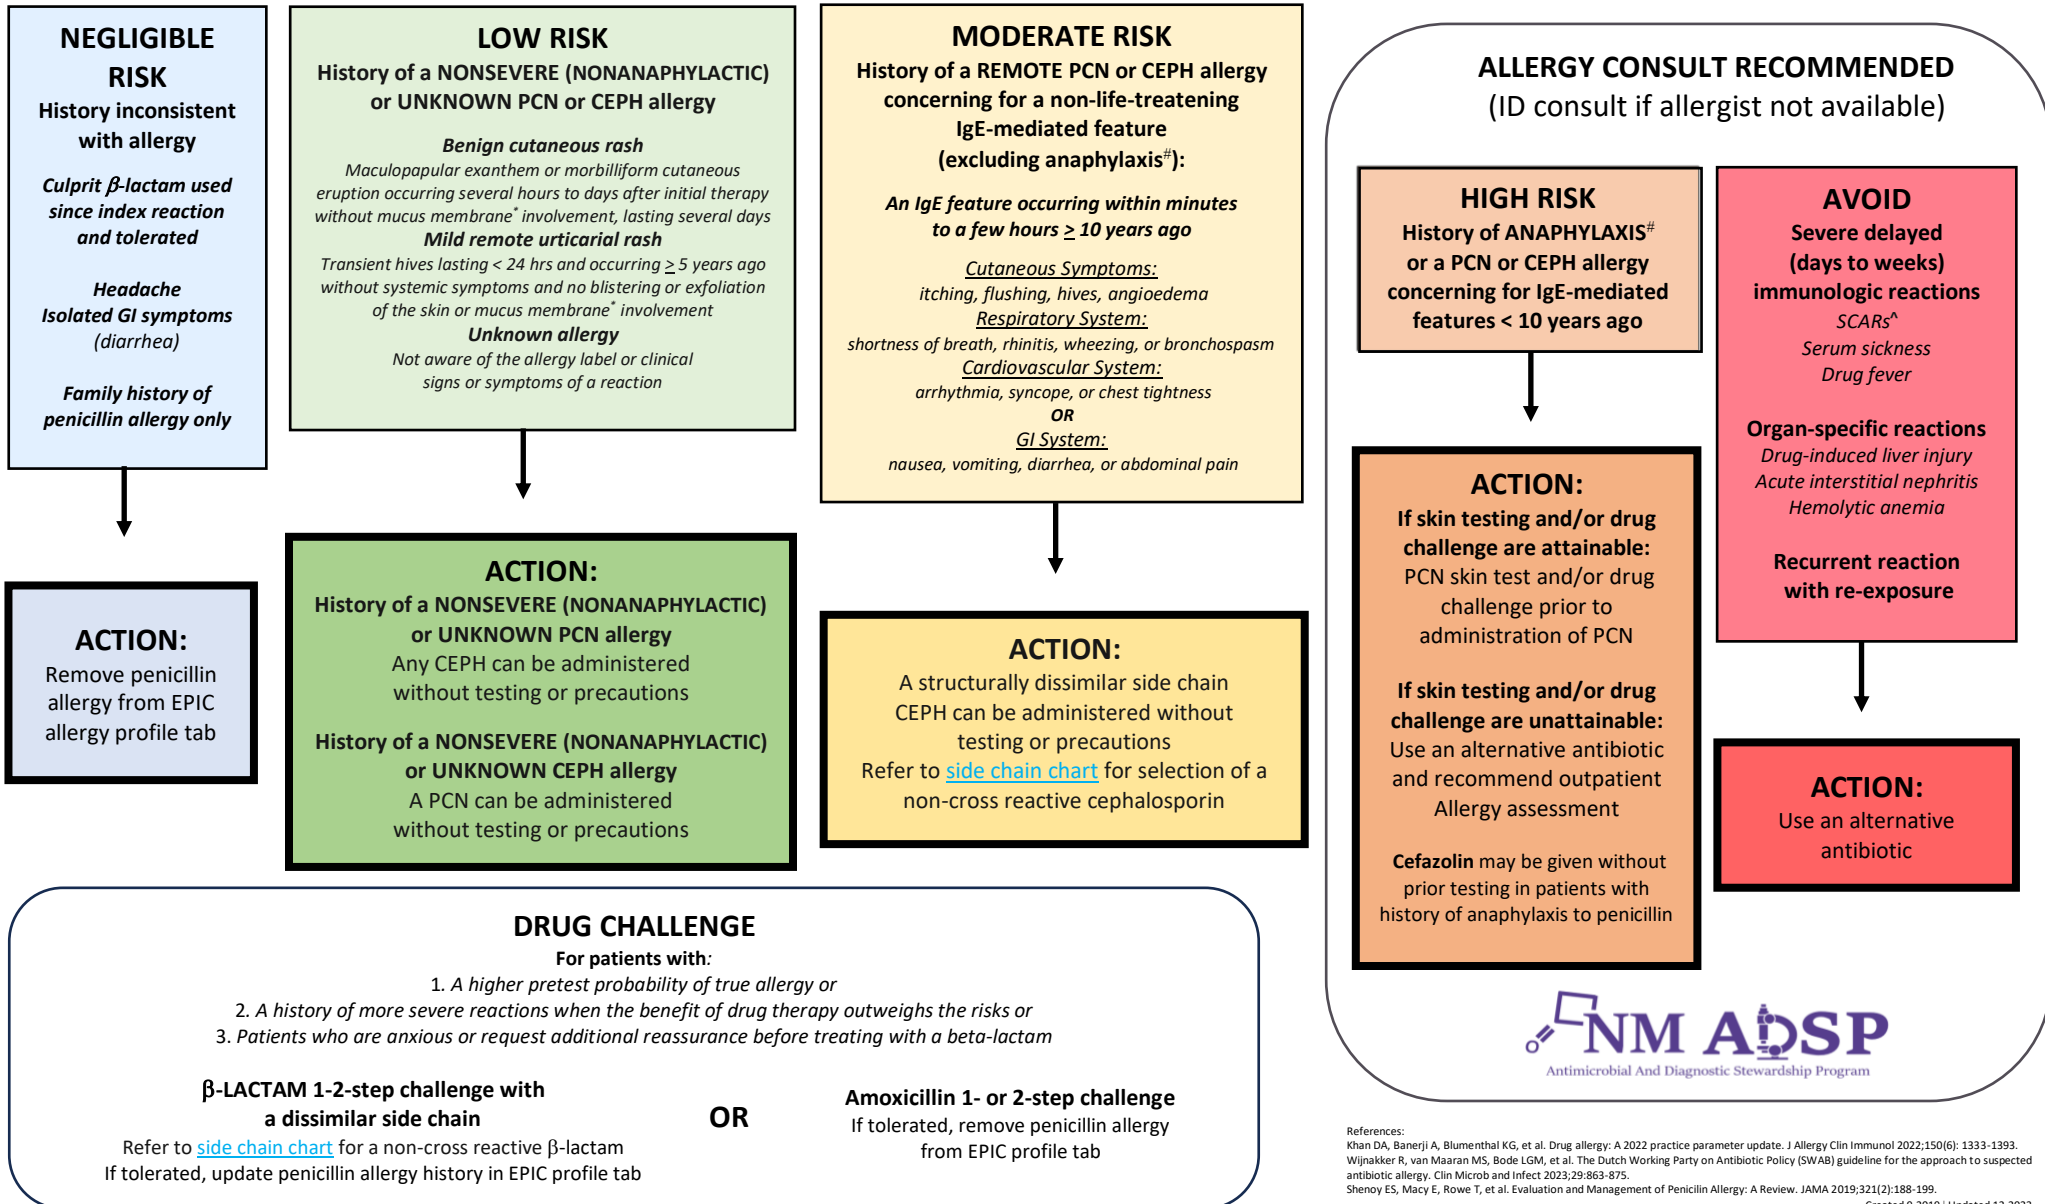 NEGLIGIBLE
RISK
History inconsistent
with allergy
Culprit β-lactam used
since index reaction
and tolerated
Headache
Isolated GI symptoms
(diarrhea)
Family history of
penicillin allergy only
ACTION:
Remove penicillin
allergy from EPIC
allergy profile tab
LOW RISK
History of a NONSEVERE (NONANAPHYLACTIC)
or UNKNOWN PCN or CEPH allergy
Benign cutaneous rash
Maculopapular exanthem or morbilliform cutaneous
eruption occurring several hours to days after initial therapy
without mucus membrane* involvement, lasting several days
Mild remote urticarial rash
Transient hives lasting < 24 hrs and occurring ≥ 5 years ago
without systemic symptoms and no blistering or exfoliation
of the skin or mucus membrane* involvement
Unknown allergy
Not aware of the allergy label or clinical
signs or symptoms of a reaction
ACTION:
History of a NONSEVERE (NONANAPHYLACTIC)
or UNKNOWN PCN allergy
Any CEPH can be administered
without testing or precautions
History of a NONSEVERE (NONANAPHYLACTIC)
or UNKNOWN CEPH allergy
A PCN can be administered
without testing or precautions
MODERATE RISK
History of a REMOTE PCN or CEPH allergy
concerning for a non-life-treatening
IgE-mediated feature
(excluding anaphylaxis#):
An IgE feature occurring within minutes
to a few hours ≥ 10 years ago
Cutaneous Symptoms:
itching, flushing, hives, angioedema
Respiratory System:
shortness of breath, rhinitis, wheezing, or bronchospasm
Cardiovascular System:
arrhythmia, syncope, or chest tightness
OR
GI System:
nausea, vomiting, diarrhea, or abdominal pain
ACTION:
A structurally dissimilar side chain
CEPH can be administered without
testing or precautions
Refer to side chain chart for selection of a
non-cross reactive cephalosporin
ALLERGY CONSULT RECOMMENDED
(ID consult if allergist not available)
HIGH RISK
History of ANAPHYLAXIS#
or a PCN or CEPH allergy
concerning for IgE-mediated
features < 10 years ago
ACTION:
If skin testing and/or drug
challenge are attainable:
PCN skin test and/or drug
challenge prior to
administration of PCN
If skin testing and/or drug
challenge are unattainable:
Use an alternative antibiotic
and recommend outpatient
Allergy assessment
Cefazolin may be given without
prior testing in patients with
history of anaphylaxis to penicillin
AVOID
Severe delayed
(days to weeks)
immunologic reactions
SCARs^
Serum sickness
Drug fever
Organ-specific reactions
Drug-induced liver injury
Acute interstitial nephritis
Hemolytic anemia
Recurrent reaction
with re-exposure
ACTION:
Use an alternative
antibiotic
DRUG CHALLENGE
For patients with:
1. A higher pretest probability of true allergy or
2. A history of more severe reactions when the benefit of drug therapy outweighs the risks or
3. Patients who are anxious or request additional reassurance before treating with a beta-lactam
β-LACTAM 1-2-step challenge with
a dissimilar side chain
Refer to side chain chart for a non-cross reactive β-lactam
If tolerated, update penicillin allergy history in EPIC profile tab
OR
Amoxicillin 1- or 2-step challenge
If tolerated, remove penicillin allergy
from EPIC profile tab
NM ADSP
Antimicrobial And Diagnostic Stewardship Program
References:
Khan DA, Banerji A, Blumenthal KG, et al. Drug allergy: A 2022 practice parameter update. J Allergy Clin Immunol 2022;150(6): 1333-1393.
Wijnakker R, van Maaran MS, Bode LGM, et al. The Dutch Working Party on Antibiotic Policy (SWAB) guideline for the approach to suspected
antibiotic allergy. Clin Microb and Infect 2023;29:863-875.
Shenoy ES, Macy E, Rowe T, et al. Evaluation and Management of Penicilin Allergy: A Review. JAMA 2019;321(2):188-199.